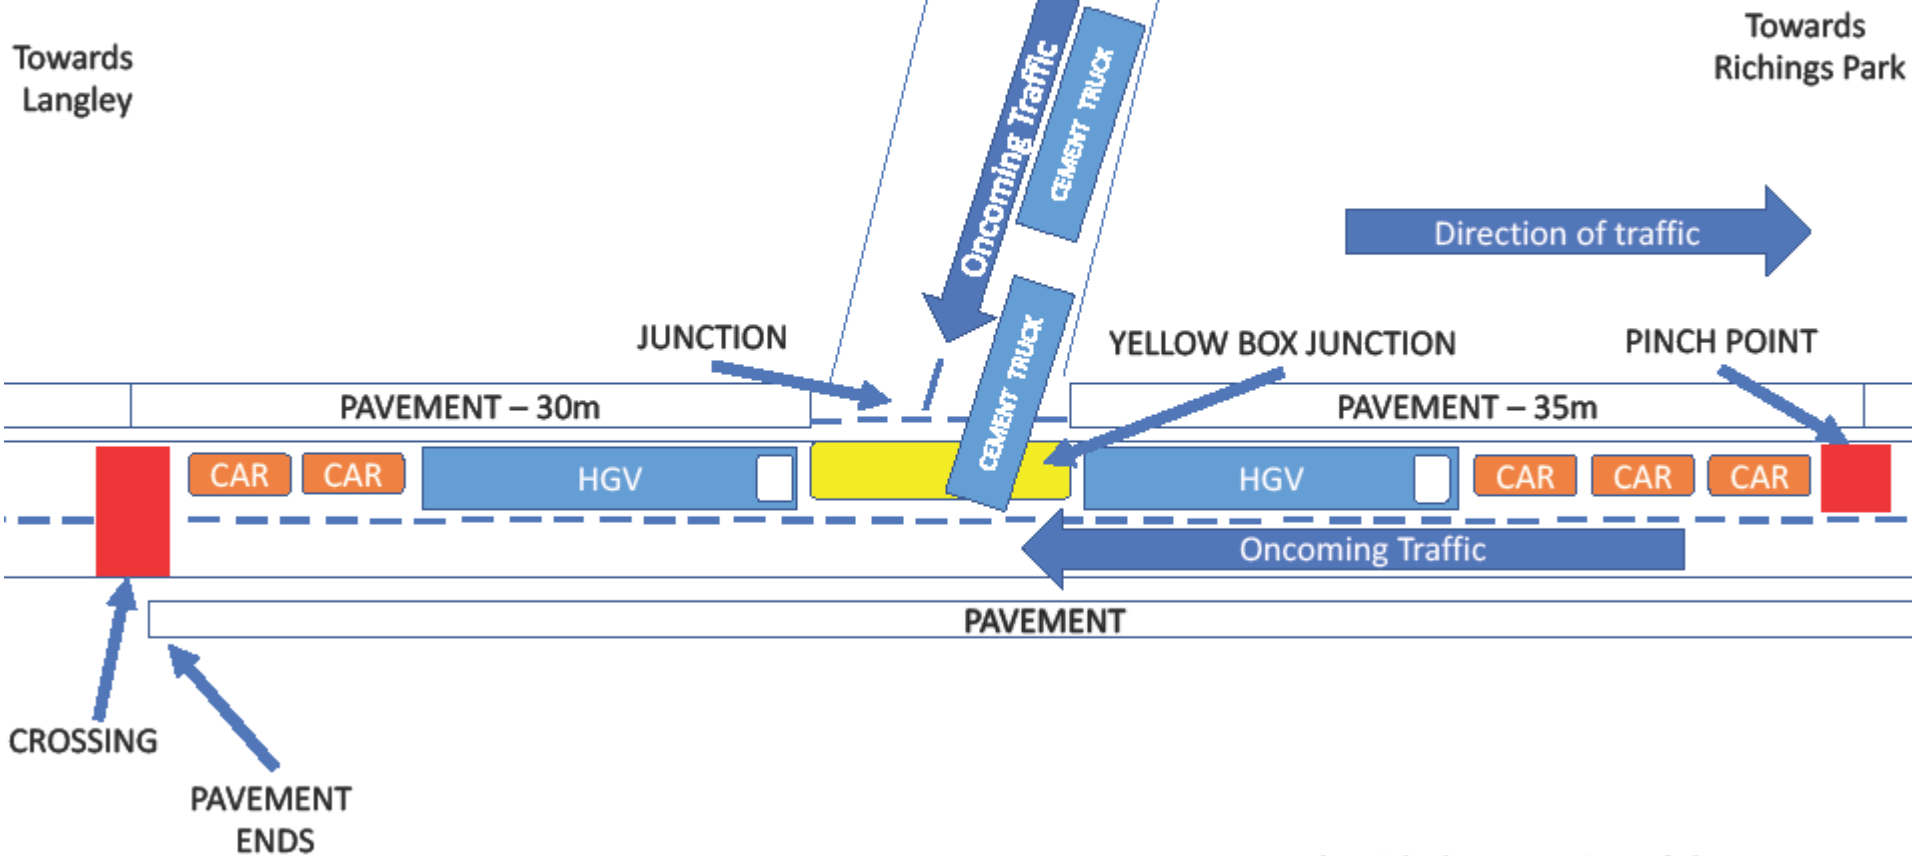 Towards
Langley
Towards
Richings Park
Oncoming Traffic
CEMENT TRUCK
Direction of traffic
JUNCTION
CEMENT TRUCK
YELLOW BOX JUNCTION
PINCH POINT
PAVEMENT – 30m
PAVEMENT – 35m
CAR
CAR
HGV
HGV
CAR
CAR
CAR
Oncoming Traffic
PAVEMENT
CROSSING
PAVEMENT
ENDS